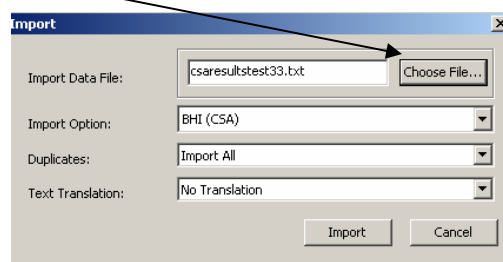 Import
Import Data File: csaresultstest33.txt Choose File...
Import Option: BHI (CSA)
Duplicates: Import All
Text Translation: No Translation
Import Cancel